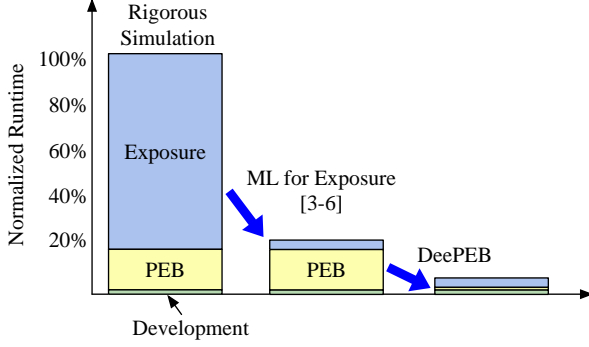 Rigorous
Simulation
Normalized Runtime
100%
80%
60%
40%
20%
Exposure
PEB
ML for Exposure
[3-6]
PEB
DeePEB
Development